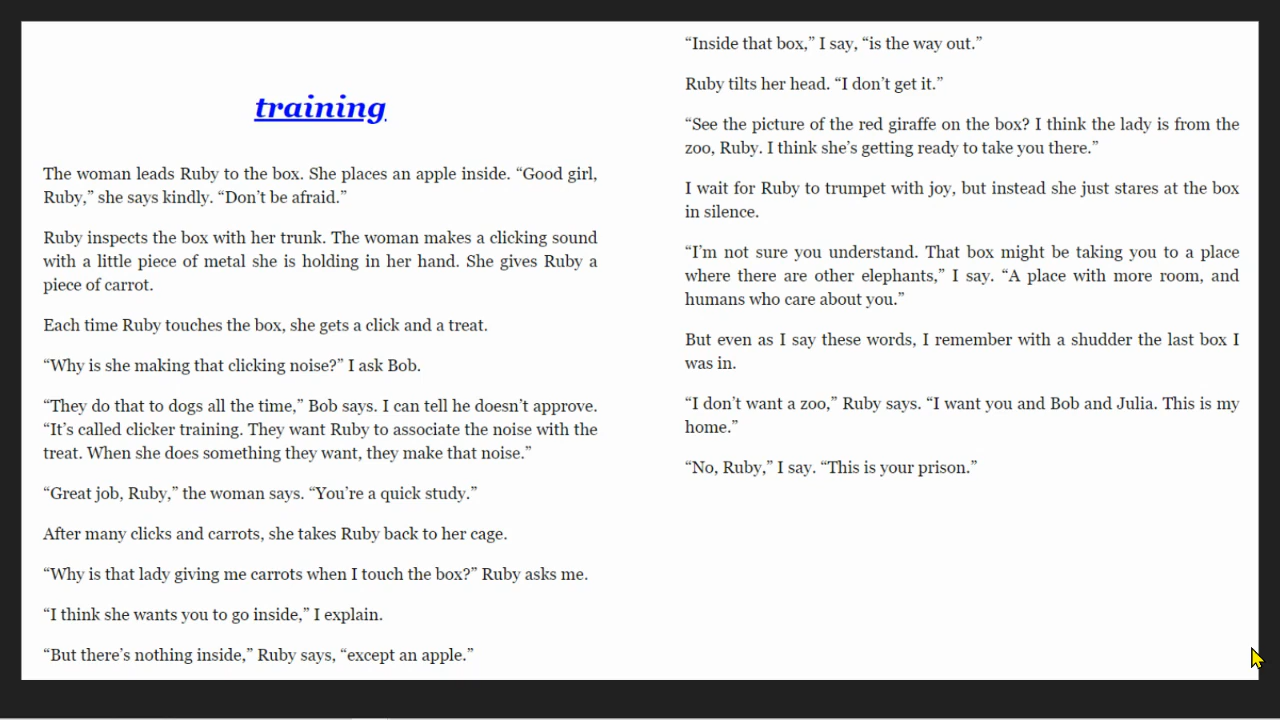 training
The woman leads Ruby to the box. She places an apple inside. “Good girl,
Ruby,” she says kindly. “Don’t be afraid.”
Ruby inspects the box with her trunk. The woman makes a clicking sound
with a little piece of metal she is holding in her hand. She gives Ruby a
piece of carrot.
Each time Ruby touches the box, she gets a click and a treat.
“Why is she making that clicking noise?” I ask Bob.
“They do that to dogs all the time,” Bob says. I can tell he doesn’t approve.
“It’s called clicker training. They want Ruby to associate the noise with the
treat. When she does something they want, they make that noise.”
“Great job, Ruby,” the woman says. “You’re a quick study.”
After many clicks and carrots, she takes Ruby back to her cage.
“Why is that lady giving me carrots when I touch the box?” Ruby asks me.
“I think she wants you to go inside,” I explain.
“But there’s nothing inside,” Ruby says, “except an apple.”
“Inside that box,” I say, “is the way out.”
Ruby tilts her head. “I don’t get it.”
“See the picture of the red giraffe on the box? I think the lady is from the
zoo, Ruby. I think she’s getting ready to take you there.”
I wait for Ruby to trumpet with joy, but instead she just stares at the box
in silence.
“I’m not sure you understand. That box might be taking you to a place
where there are other elephants,” I say. “A place with more room, and
humans who care about you.”
But even as I say these words, I remember with a shudder the last box I
was in.
“I don’t want a zoo,” Ruby says. “I want you and Bob and Julia. This is my
home.”
“No, Ruby,” I say. “This is your prison.”